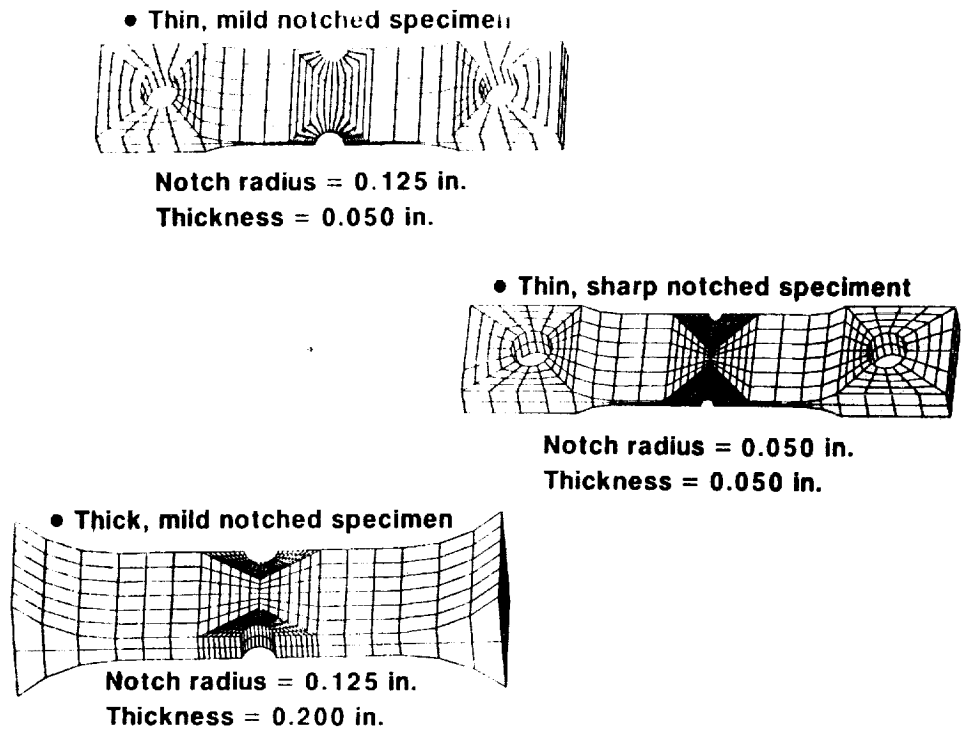 • Thin, mild notched specimen
Notch radius = 0.125 in.
Thickness = 0.050 in.
• Thin, sharp notched speciment
Notch radius = 0.050 in.
Thickness = 0.050 in.
• Thick, mild notched specimen
Notch radius = 0.125 in.
Thickness = 0.200 in.